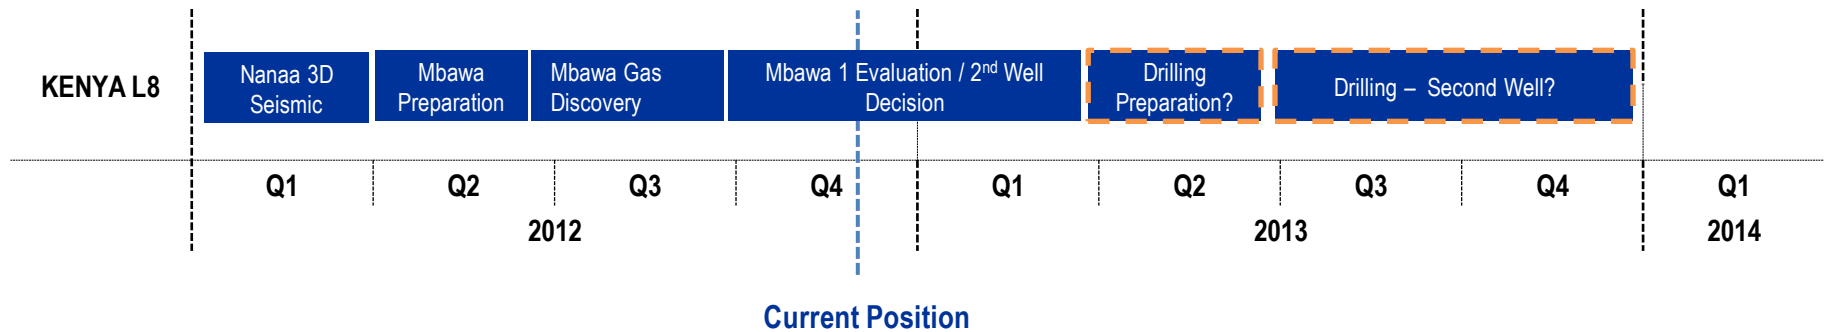 KENYA L8
Nanaa 3D
Seismic
Mbawa
Preparation
Mbawa Gas
Discovery
Mbawa 1 Evaluation / 2nd Well
Decision
Drilling
Preparation?
Drilling – Second Well?
Q1 Q2 Q3 Q4 Q1 Q2 Q3 Q4 Q1
2012 2013 2014
Current Position